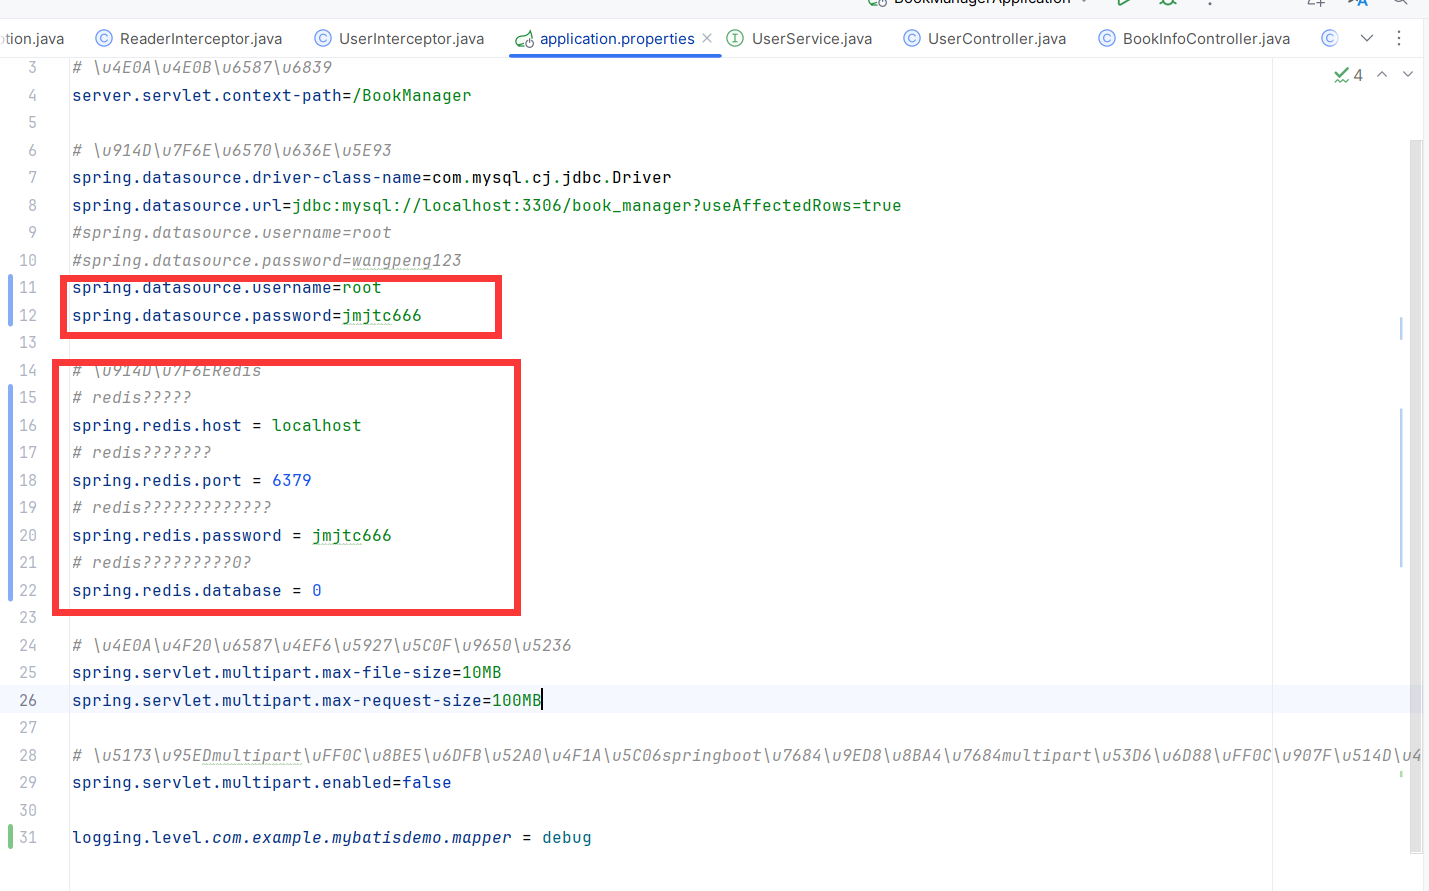 BookManagerApplication
tion.java ReaderInterceptor.java UserInterceptor.java application.properties UserService.java UserController.java BookInfoController.java
4
3 # \u4E0A\u4E0B\u6587\u6839
4 server.servlet.context-path=/BookManager
5
6 # \u914D\u7F6E\u6570\u636E\u5E93
7 spring.datasource.driver-class-name=com.mysql.cj.jdbc.Driver
8 spring.datasource.url=jdbc:mysql://localhost:3306/book_manager?useAffectedRows=true
9 #spring.datasource.username=root
10 #spring.datasource.password=wangpeng123
11 spring.datasource.username=root
12 spring.datasource.password=jmjtc666
13
14 # \u914D\u7F6ERedis
15 # redis?????
16 spring.redis.host = localhost
17 # redis???????
18 spring.redis.port = 6379
19 # redis?????????????
20 spring.redis.password = jmjtc666
21 # redis?????????0?
22 spring.redis.database = 0
23
24 # \u4E0A\u4F20\u6587\u4EF6\u5927\u5C0F\u9650\u5236
25 spring.servlet.multipart.max-file-size=10MB
26 spring.servlet.multipart.max-request-size=100MB
27
28 # \u5173\u95EDmultipart\uFF0C\u8BE5\u6DFB\u52A0\u4F1A\u5C06springboot\u7684\u9ED8\u8BA4\u7684multipart\u53D6\u6D88\uFF0C\u907F\u514D\u4
29 spring.servlet.multipart.enabled=false
30
31 logging.level.com.example.mybatisdemo.mapper = debug